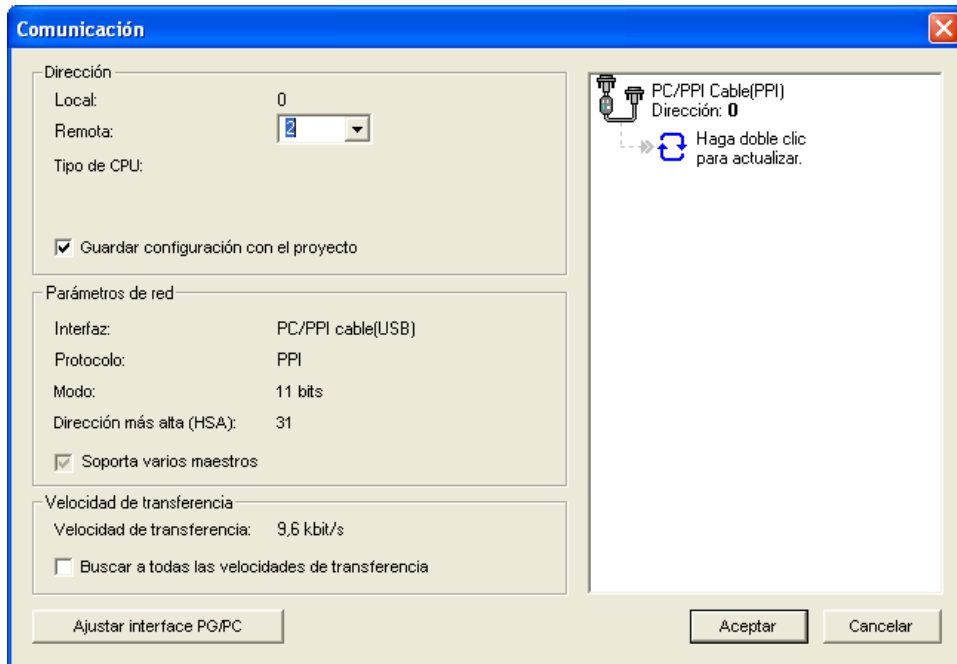 Comunicación
Dirección
Local: 0
Remota: 2
Tipo de CPU:
Guardar configuración con el proyecto
Parámetros de red
Interfaz: PC/PPI cable(USB)
Protocolo: PPI
Modo: 11 bits
Dirección más alta (HSA): 31
Soporta varios maestros
Velocidad de transferencia
Velocidad de transferencia: 9,6 kbit/s
Buscar a todas las velocidades de transferencia
Ajustar interface PG/PC
PC/PPI Cable(PPI)
Dirección: 0
Haga doble clic
para actualizar.
Aceptar
Cancelar